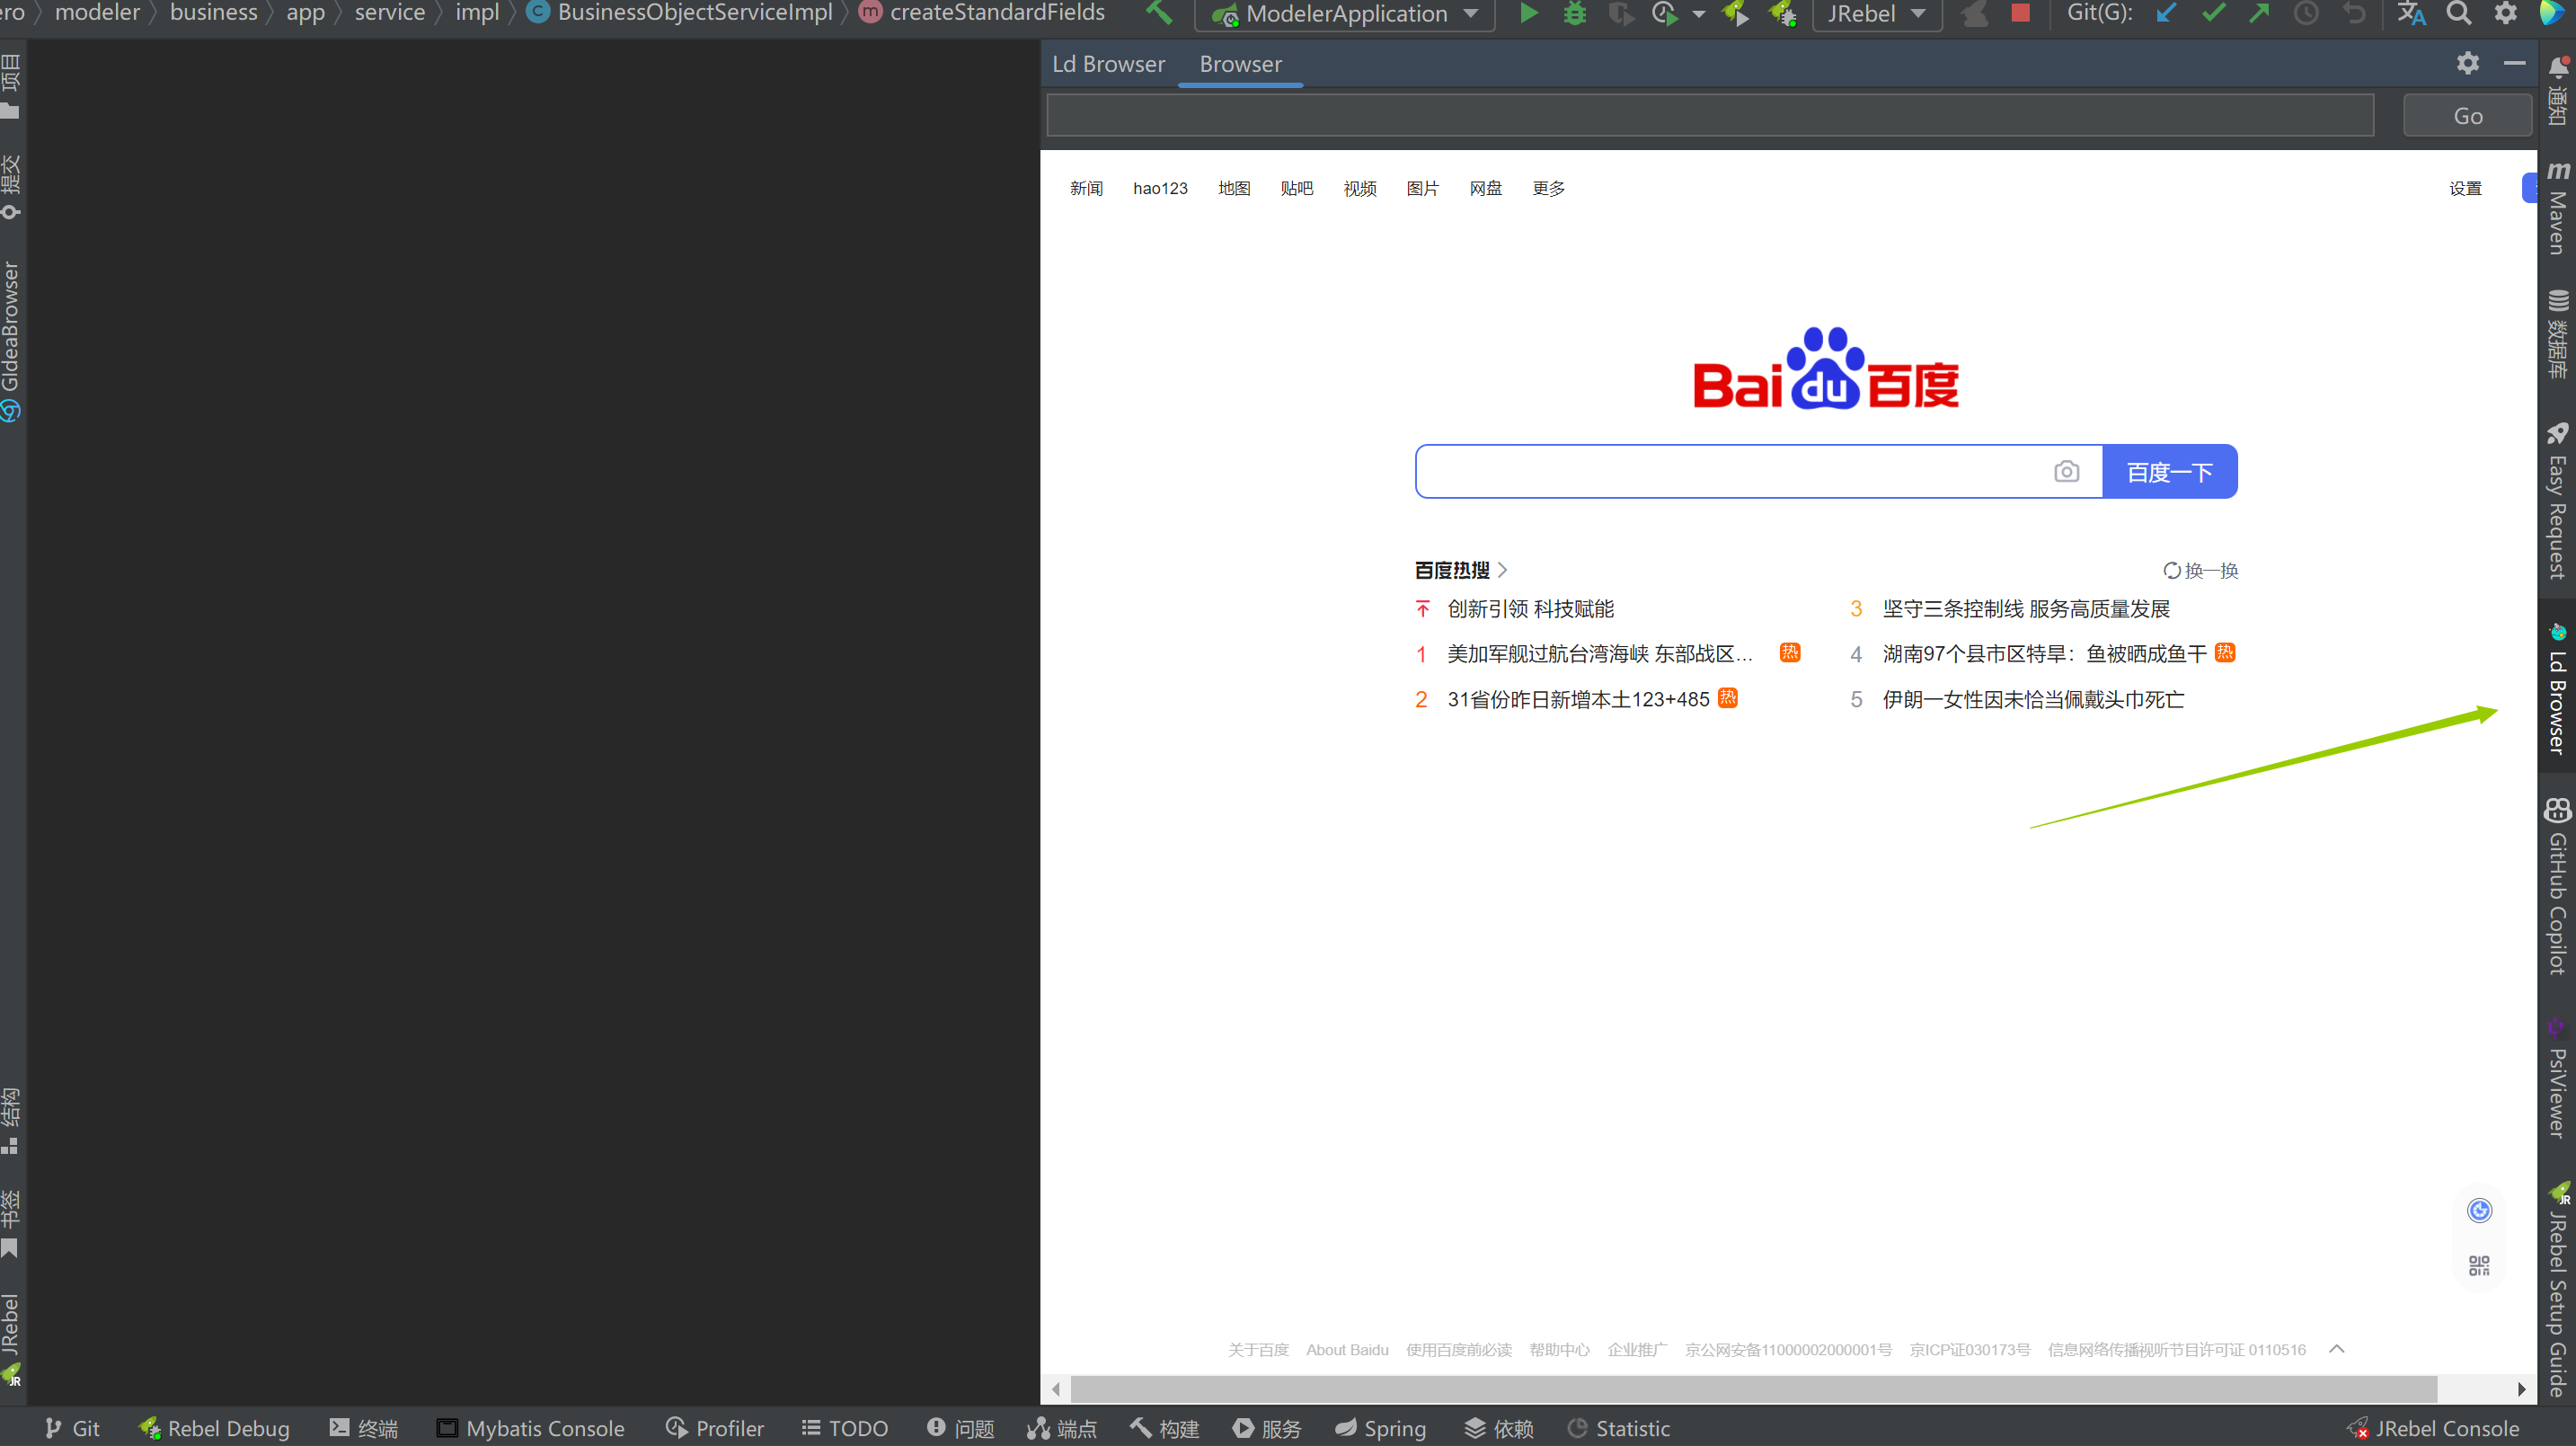 ero modeler business app service impl BusinessObjectServiceImpl createStandardFields ModelerApplication JRebel Git(G):
Ld Browser Browser
Go
新闻 hao123 地图 贴吧 视频 图片 网盘 更多 设置
Bai du 百度
百度一下
百度热搜 换一换
创新引领 科技赋能
3 坚守三条控制线 服务高质量发展
1 美加军舰过航台湾海峡 东部战区... 热
4 湖南97个县市区特旱：鱼被晒成鱼干 热
2 31省份昨日新增本土123+485 热
5 伊朗一女性因未恰当佩戴头巾死亡
关于百度 About Baidu 使用百度前必读 帮助中心 企业推广 京公网安备11000002000001号 京ICP证030173号 信息网络传播视听节目许可证 0110516
项目
提交
GIdeaBrowser
结构
书签
JRebel
通知
Maven
数据库
Easy Request
Ld Browser
GitHub Copilot
PsiViewer
JRebel Setup Guide
Git Rebel Debug 终端 Mybatis Console Profiler TODO 问题 端点 构建 服务 Spring 依赖 Statistic JRebel Console